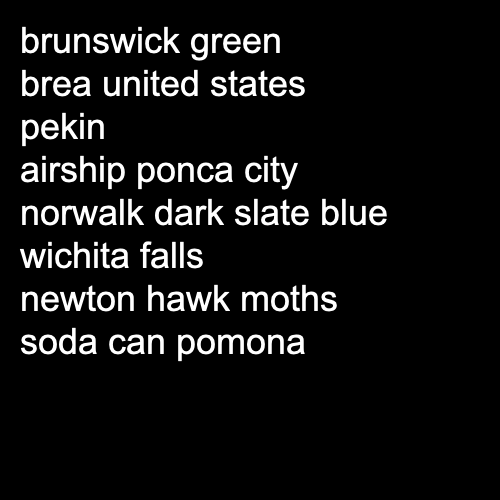 brunswick green
brea united states
pekin
airship ponca city
norwalk dark slate blue
wichita falls
newton hawk moths
soda can pomona